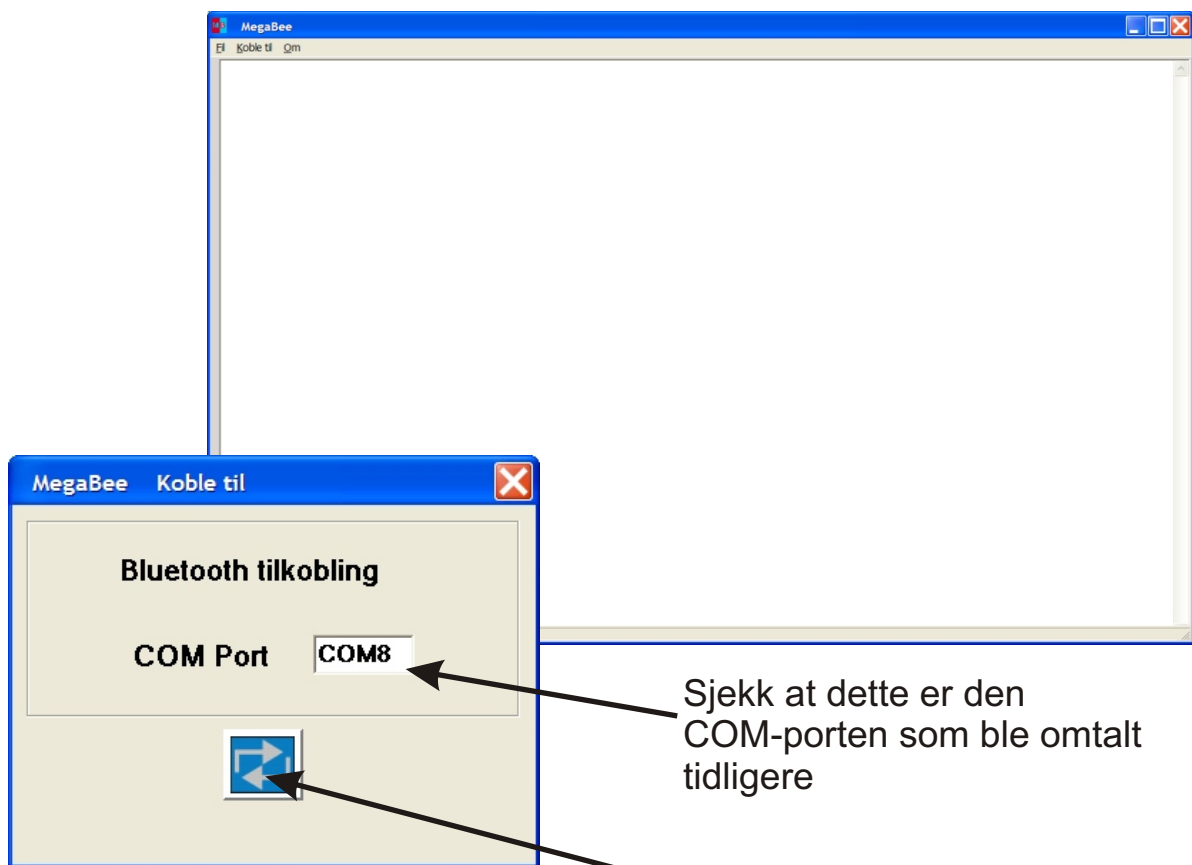 MegaBee
Fil Koble til Om
MegaBee Koble til
Bluetooth tilkobling
COM Port COM8
Sjekk at dette er den
COM-porten som ble omtalt
tidligere